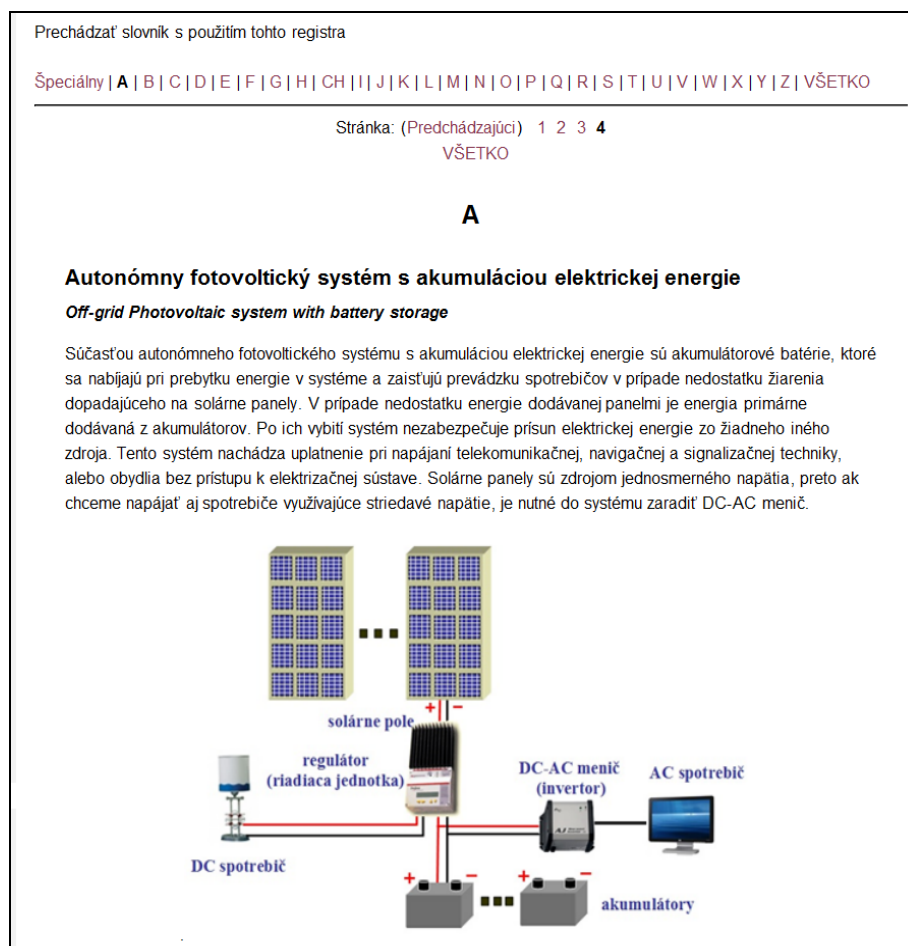 Prechádzať slovník s použitím tohto registra
Špeciálny | A | B | C | D | E | F | G | H | CH | I | J | K | L | M | N | O | P | Q | R | S | T | U | V | W | X | Y | Z | VŠETKO
Stránka: (Predchádzajúci) 1 2 3 4
VŠETKO
A
Autonómny fotovoltický systém s akumuláciou elektrickej energie
Off-grid Photovoltaic system with battery storage
Súčasťou autonómneho fotovoltického systému s akumuláciou elektrickej energie sú akumulátorové batérie, ktoré
sa nabíjajú pri prebytku energie v systéme a zaisťujú prevádzku spotrebičov v prípade nedostatku žiarenia
dopadajúceho na solárne panely. V prípade nedostatku energie dodávanej panelmi je energia primárne
dodávaná z akumulátorov. Po ich vybití systém nezabezpečuje prísun elektrickej energie zo žiadneho iného
zdroja. Tento systém nachádza uplatnenie pri napájaní telekomunikačnej, navigačnej a signalizačnej techniky,
alebo obydlia bez prístupu k elektrizačnej sústave. Solárne panely sú zdrojom jednosmerného napätia, preto ak
chceme napájať aj spotrebiče využívajúce striedavé napätie, je nutné do systému zaradiť DC-AC menič.
+ −
solárne pole
regulátor
(riadiaca jednotka)
DC-AC menič
(invertor)
AC spotrebič
DC spotrebič
+ − + −
akumulátory